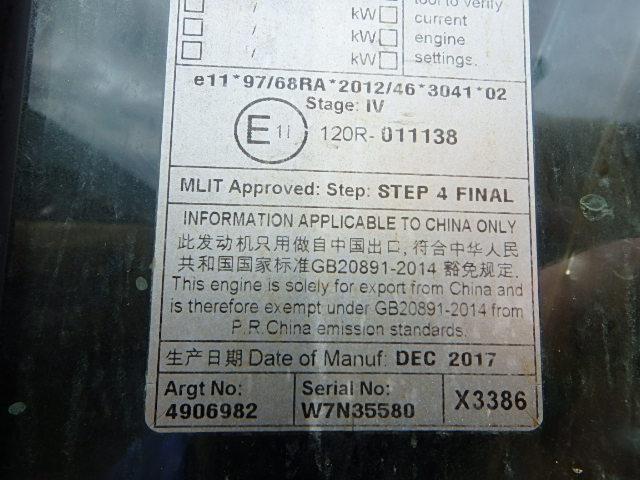 tool to verify
kW
current
/ kW
engine
/ kW
settings.
e11*97/68RA*2012/46*3041*02
Stage: IV
E11 120R- 011138
MLIT Approved: Step: STEP 4 FINAL
INFORMATION APPLICABLE TO CHINA ONLY
此发动机只用做自中国出口, 符合中华人民
共和国国家标准GB20891-2014 豁免规定.
This engine is solely for export from China and
is therefore exempt under GB20891-2014 from
P.R.China emission standards.
生产日期 Date of Manuf: DEC 2017
Argt No: Serial No:
4906982 W7N35580 X3386